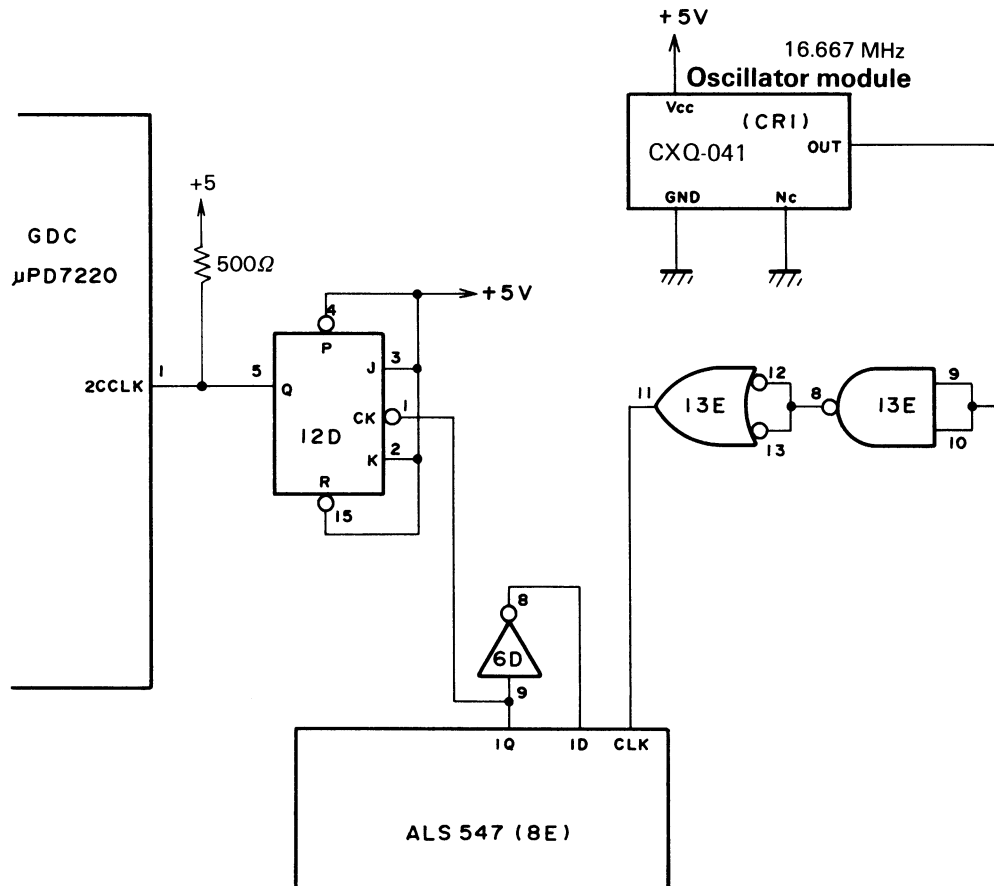 +5V
16.667 MHz
Oscillator module
Vcc
(CR1)
CXQ-041
OUT
GND
Nc
GDC
μPD7220
+5
500Ω
2CCLK
1
5
4
+5V
P
J
3
Q
CK
1
12D
K
2
R
15
11
13E
12
13
8
13E
9
10
8
6D
9
1Q
1D
CLK
ALS 547 (8E)